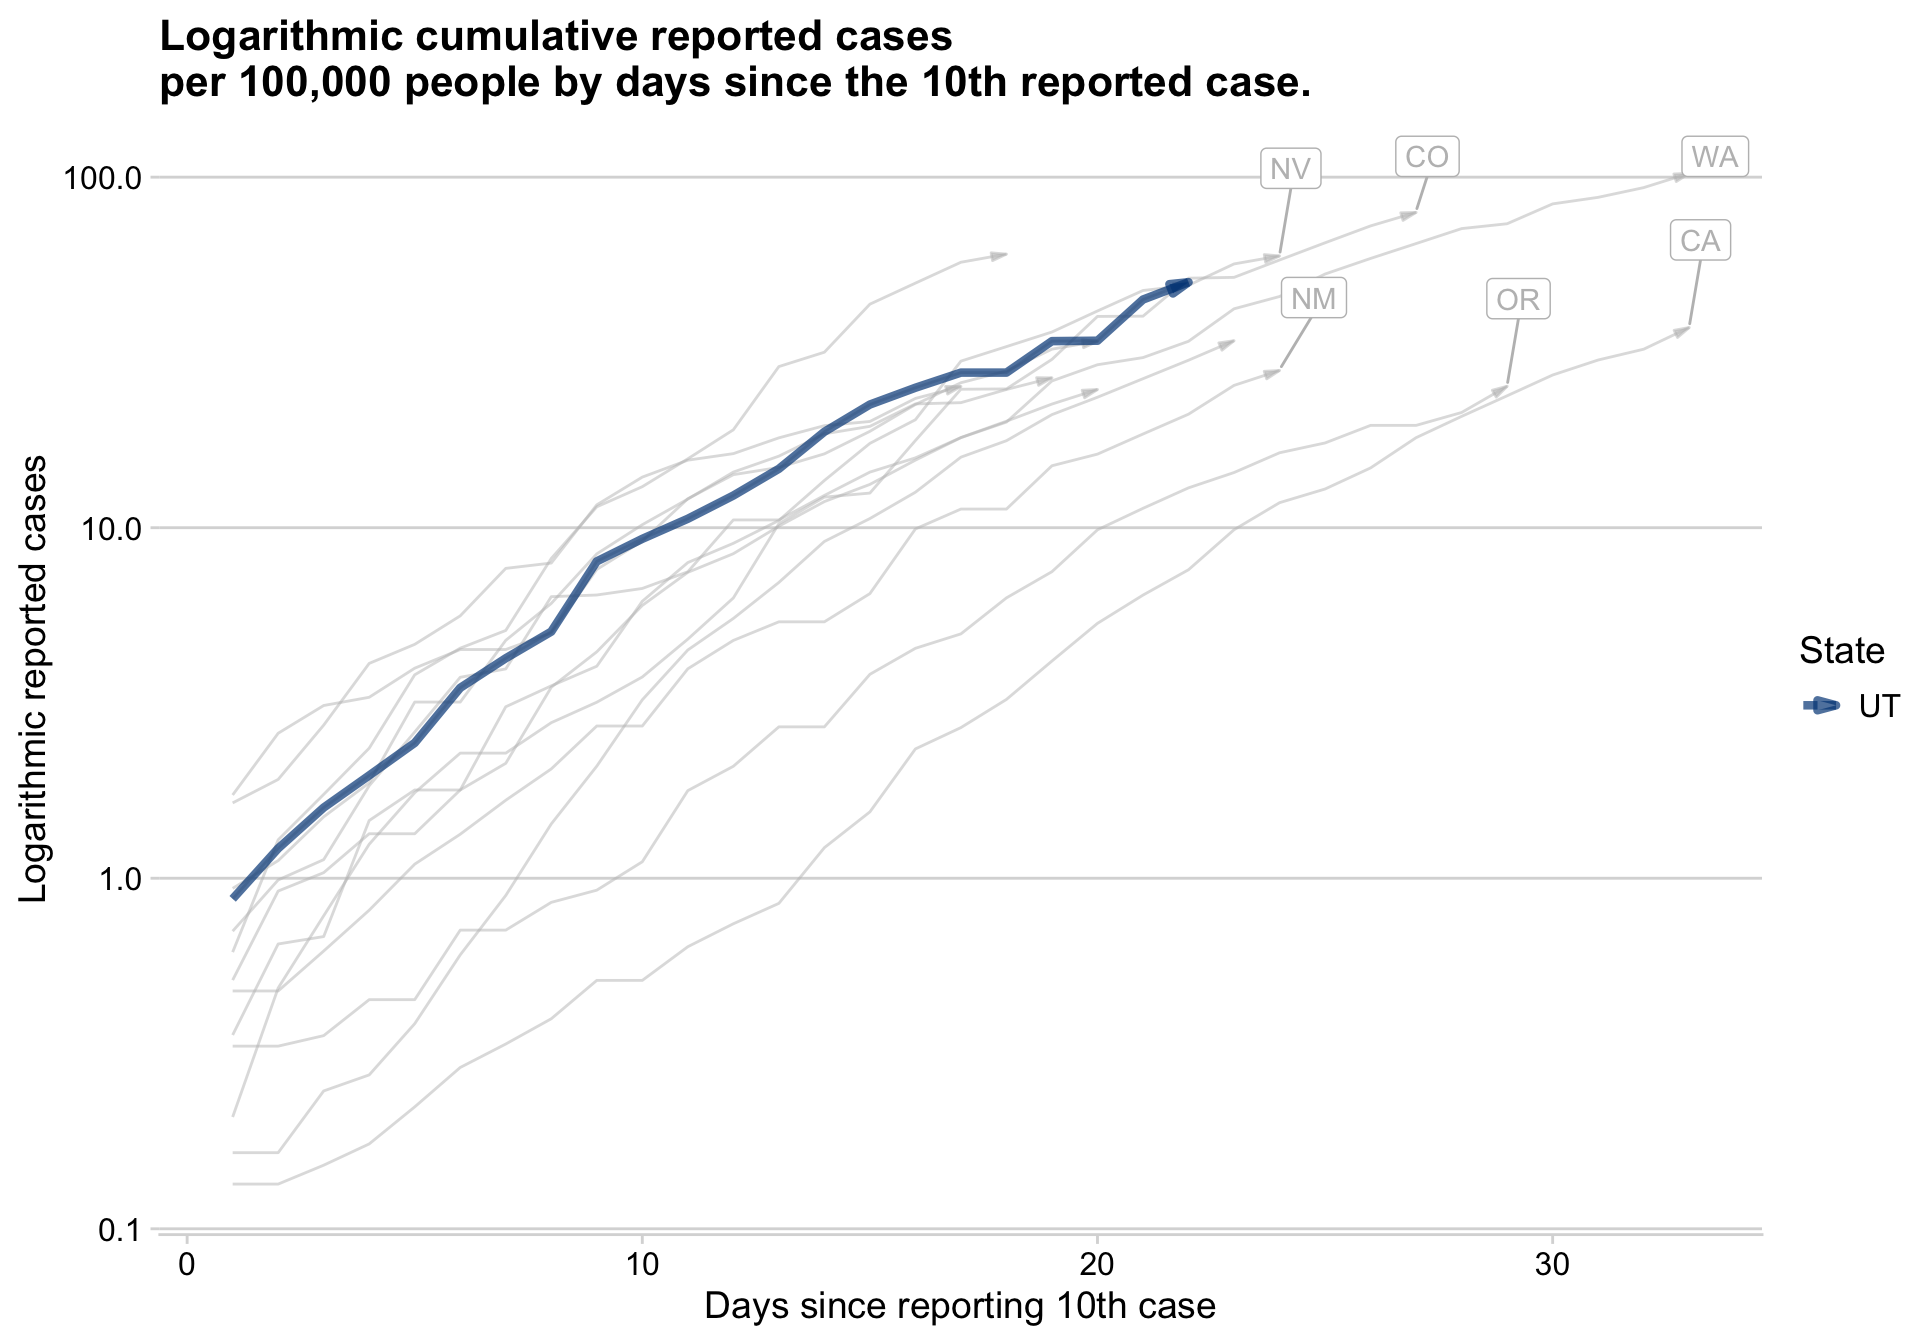 Logarithmic cumulative reported cases
per 100,000 people by days since the 10th reported case.
Logarithmic reported cases
100.0
10.0
1.0
0.1
NV
CO
WA
CA
NM
OR
State
UT
0
10
20
30
Days since reporting 10th case